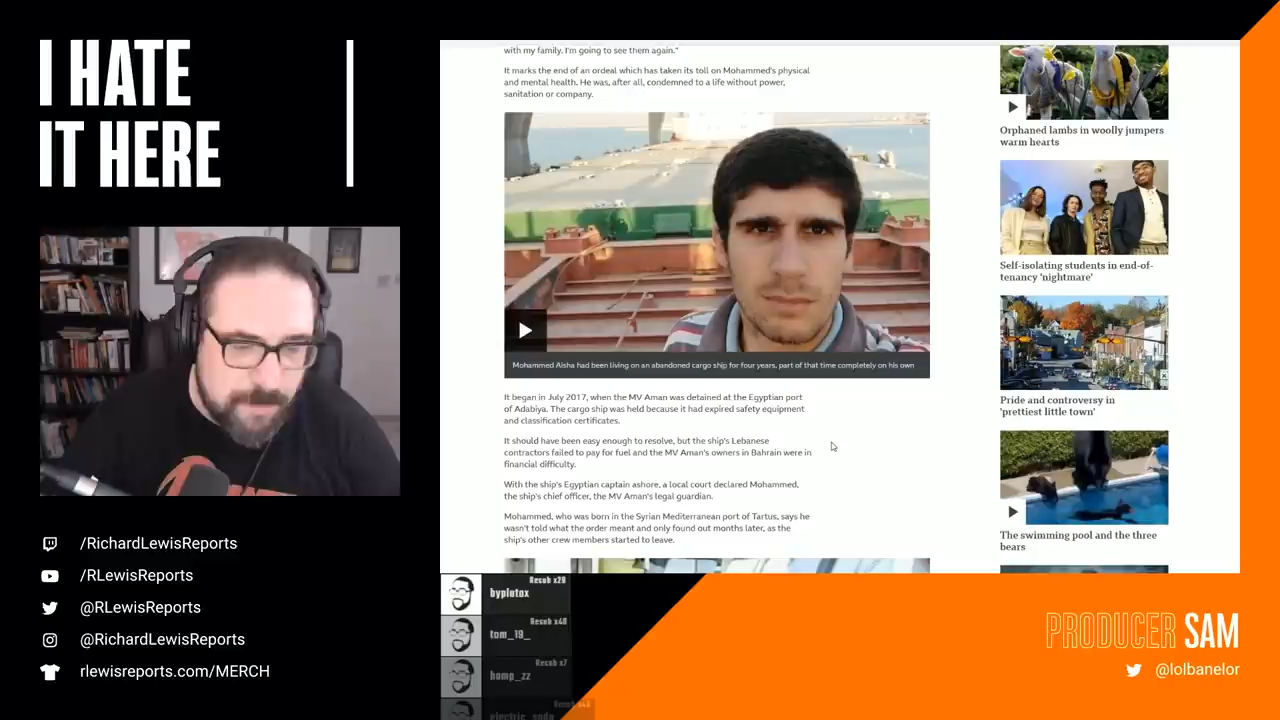 I HATE
IT HERE
/RichardLewisReports
/RLewisReports
@RLewisReports
@RichardLewisReports
rlewisreports.com/MERCH
with my family. I'm going to see them again."
It marks the end of an ordeal which has taken its toll on Mohammed's physical
and mental health. He was, after all, condemned to a life without power,
sanitation or company.
Mohammed Aisha had been living on an abandoned cargo ship for four years, part of that time completely on his own
It began in July 2017, when the MV Aman was detained at the Egyptian port
of Adabiya. The cargo ship was held because it had expired safety equipment
and classification certificates.
It should have been easy enough to resolve, but the ship's Lebanese
contractors failed to pay for fuel and the MV Aman's owners in Bahrain were in
financial difficulty.
With the ship's Egyptian captain ashore, a local court declared Mohammed,
the ship's chief officer, the MV Aman's legal guardian.
Mohammed, who was born in the Syrian Mediterranean port of Tartus, says he
wasn't told what the order meant and only found out months later, as the
ship's other crew members started to leave.
Orphaned lambs in woolly jumpers
warm hearts
Self-isolating students in end-of-
tenancy 'nightmare'
Pride and controversy in
'prettiest little town'
The swimming pool and the three
bears
Resub x28
byplutox
Resub x40
tom_19_
Resub x7
bomp_zz
electric_soda
PRODUCER SAM
@lolbanelor